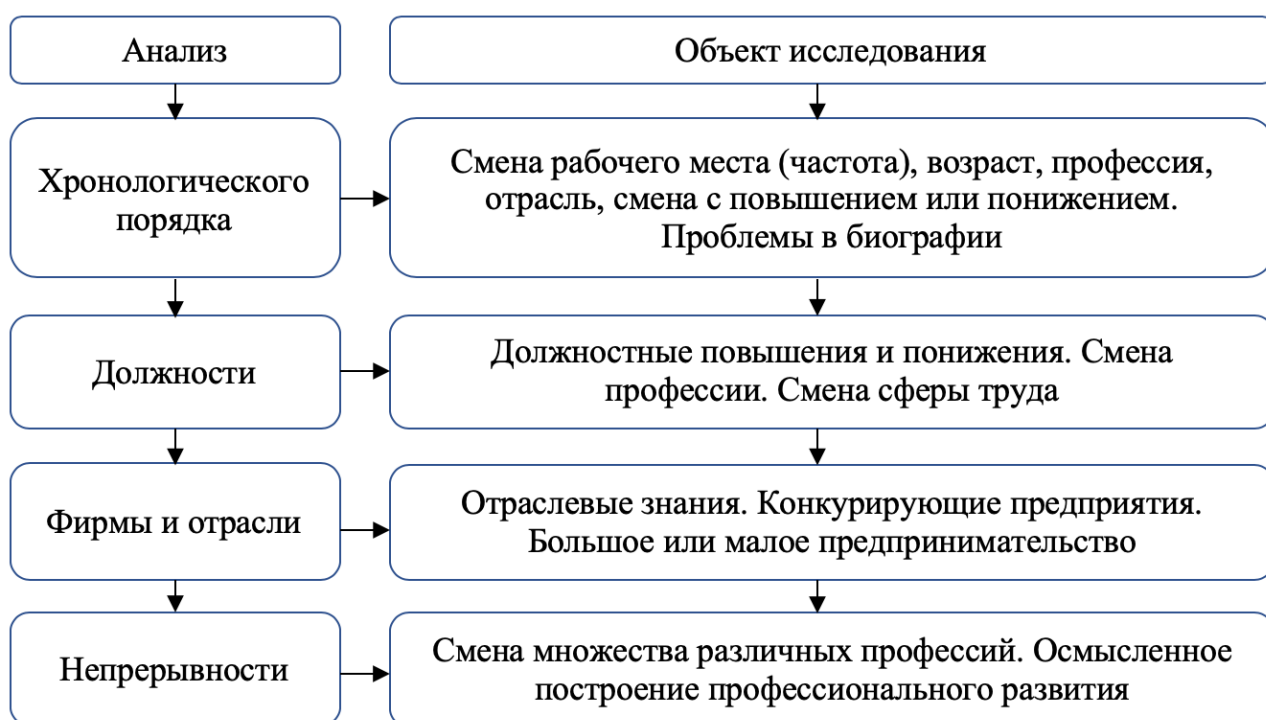 Анализ
Объект исследования
Хронологического
порядка
Смена рабочего места (частота), возраст, профессия,
отрасль, смена с повышением или понижением.
Проблемы в биографии
Должности
Должностные повышения и понижения. Смена
профессии. Смена сферы труда
Фирмы и отрасли
Отраслевые знания. Конкурирующие предприятия.
Большое или малое предпринимательство
Непрерывности
Смена множества различных профессий. Осмысленное
построение профессионального развития